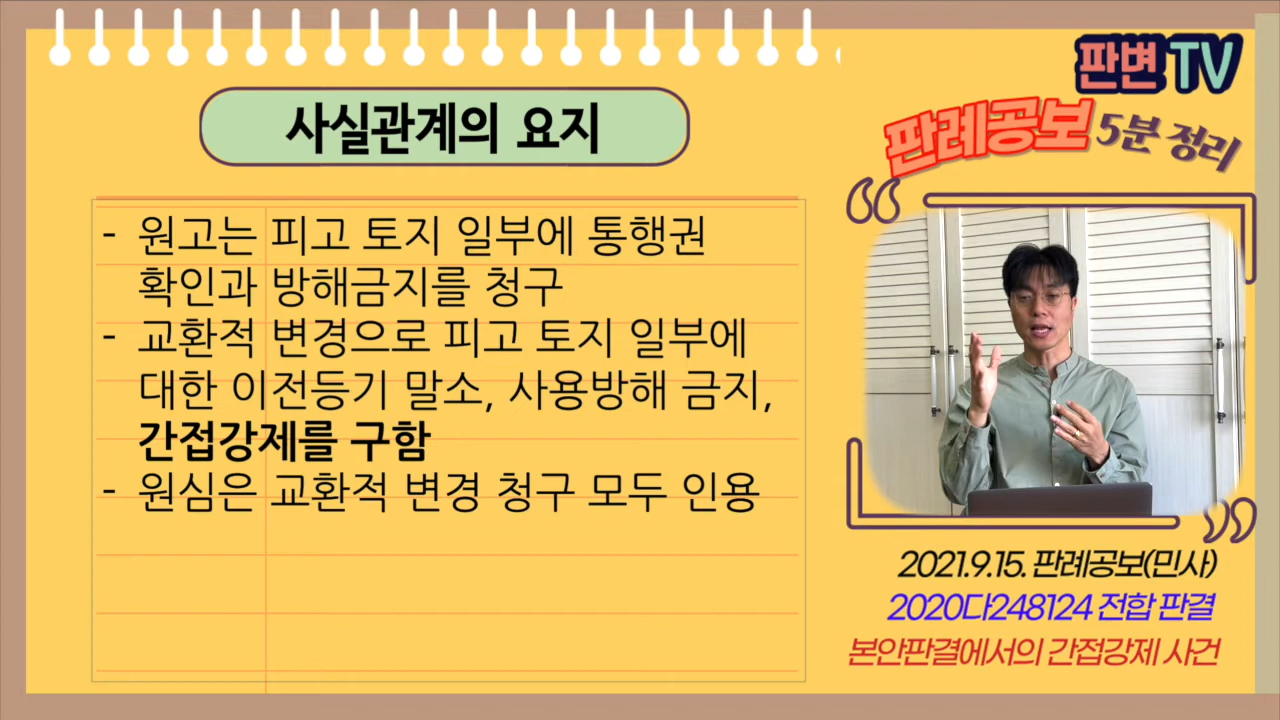 사실관계의 요지
- 원고는 피고 토지 일부에 통행권
확인과 방해금지를 청구
- 교환적 변경으로 피고 토지 일부에
대한 이전등기 말소, 사용방해 금지,
간접강제를 구함
- 원심은 교환적 변경 청구 모두 인용
판변 TV
판례공보 5분 정리
2021.9.15. 판례공보(민사)
2020다248124 전합 판결
본안판결에서의 간접강제 사건